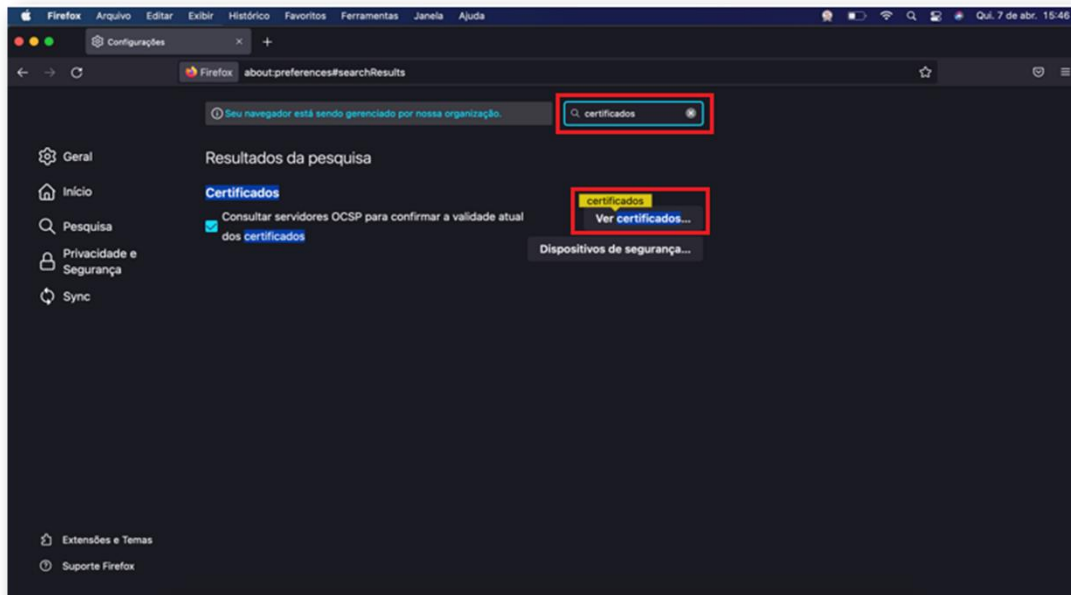 Firefox Arquivo Editar Exibir Histórico Favoritos Ferramentas Janela Ajuda Qui. 7 de abr. 15:46
Configurações
Firefox about:preferences#searchResults
Seu navegador está sendo gerenciado por nossa organização.
certificados
Geral
Resultados da pesquisa
Início
Certificados
certificados
Consultar servidores OCSP para confirmar a validade atual
dos certificados
Ver certificados...
Pesquisa
Dispositivos de segurança...
Privacidade e
Segurança
Sync
Extensões e Temas
Suporte Firefox